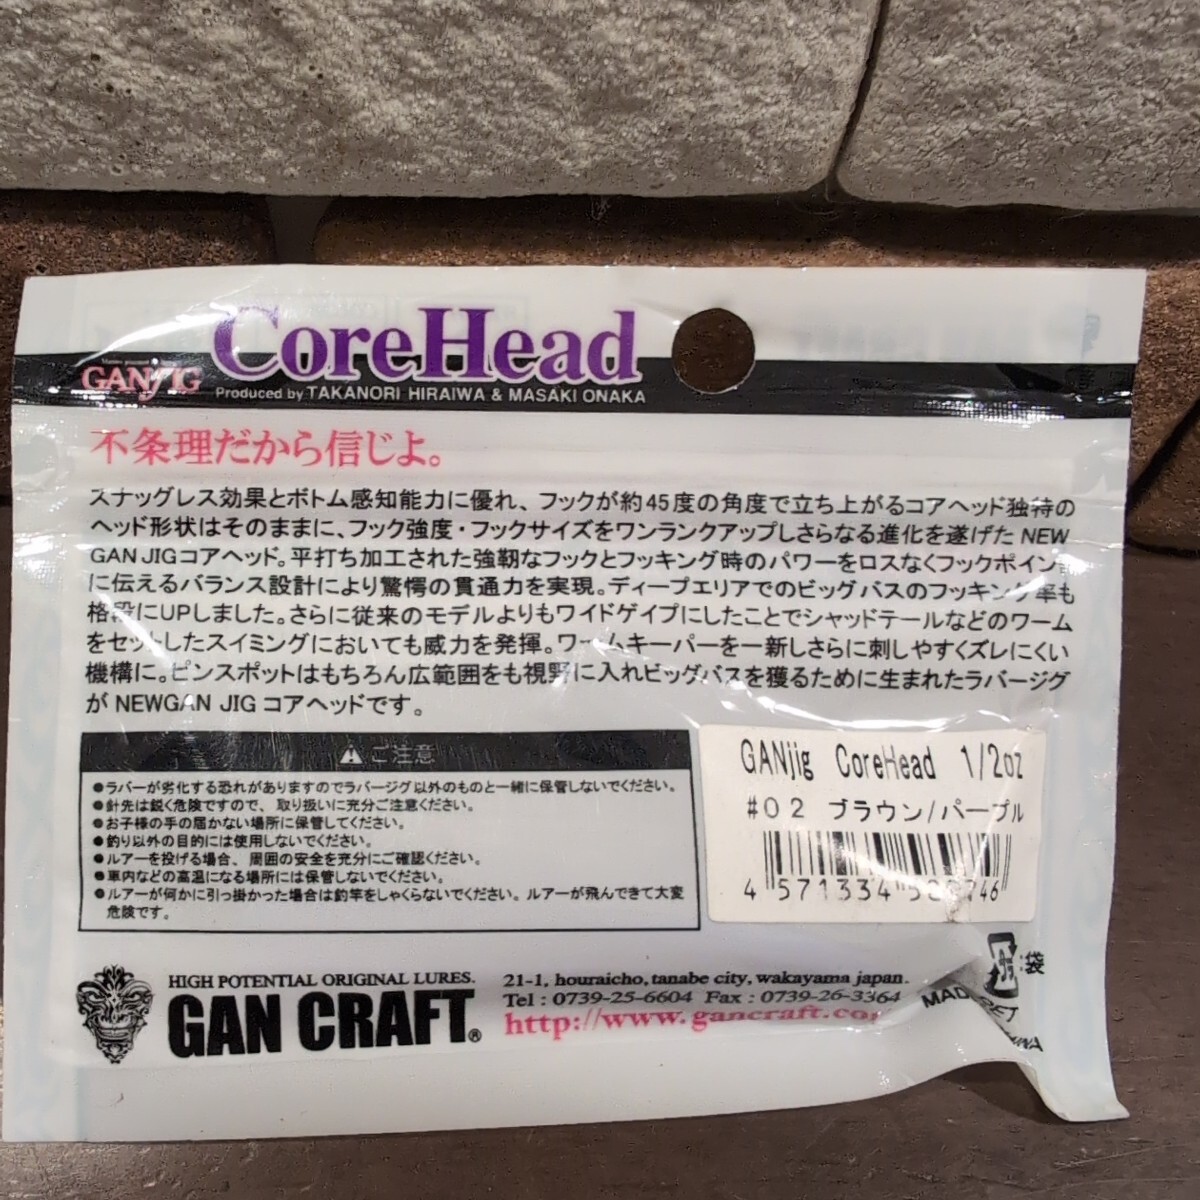 CoreHead
GANJIG
Produced by TAKANORI HIRAIWA & MASAKI ONAKA
不条理だから信じよ。
スナッグレス効果とボトム感知能力に優れ、フックが約45度の角度で立ち上がるコアヘッド独特の
ヘッド形状はそのままに、フック強度・フックサイズをワンランクアップしさらなる進化を遂げた NEW
GAN JIGコアヘッド。平打ち加工された強靭なフックとフッキング時のパワーをロスなくフックポイント
に伝えるバランス設計により驚愕の貫通力を実現。ディープエリアでのビッグバスのフッキング率も
格段にUPしました。さらに従来のモデルよりもワイドゲイプにしたことでシャッドテールなどのワーム
をセットしたスイミングにおいても威力を発揮。ワームキーパーを一新しさらに刺しやすくズレにくい
機構に。ピンスポットはもちろん広範囲をも視野に入れビッグバスを獲るために生まれたラバージグ
が NEWGAN JIG コアヘッドです。
ご注意
●ラバーが劣化する恐れがありますのでラバージグ以外のものと一緒に保管しないでください。
●針先は鋭く危険ですので、取り扱いに充分ご注意ください。
●お子様の手の届かない場所に保管してください。
●釣り以外の目的には使用しないでください。
●ルアーを投げる場合、周囲の安全を充分にご確認ください。
●車内などの高温になる場所には保管しないでください。
●ルアーが何かに引っ掛かった場合は釣竿をしゃくらないでください。ルアーが飛んできて大変
危険です。
GANjig CoreHead 1/2oz
#02 ブラウン/パープル
4 571334
HIGH POTENTIAL ORIGINAL LURES.
GAN CRAFT®
21-1, houraicho, tanabe city, wakayama japan.
Tel : 0739-25-6604 Fax : 0739-26-3364
http://www.gancraft.co
袋